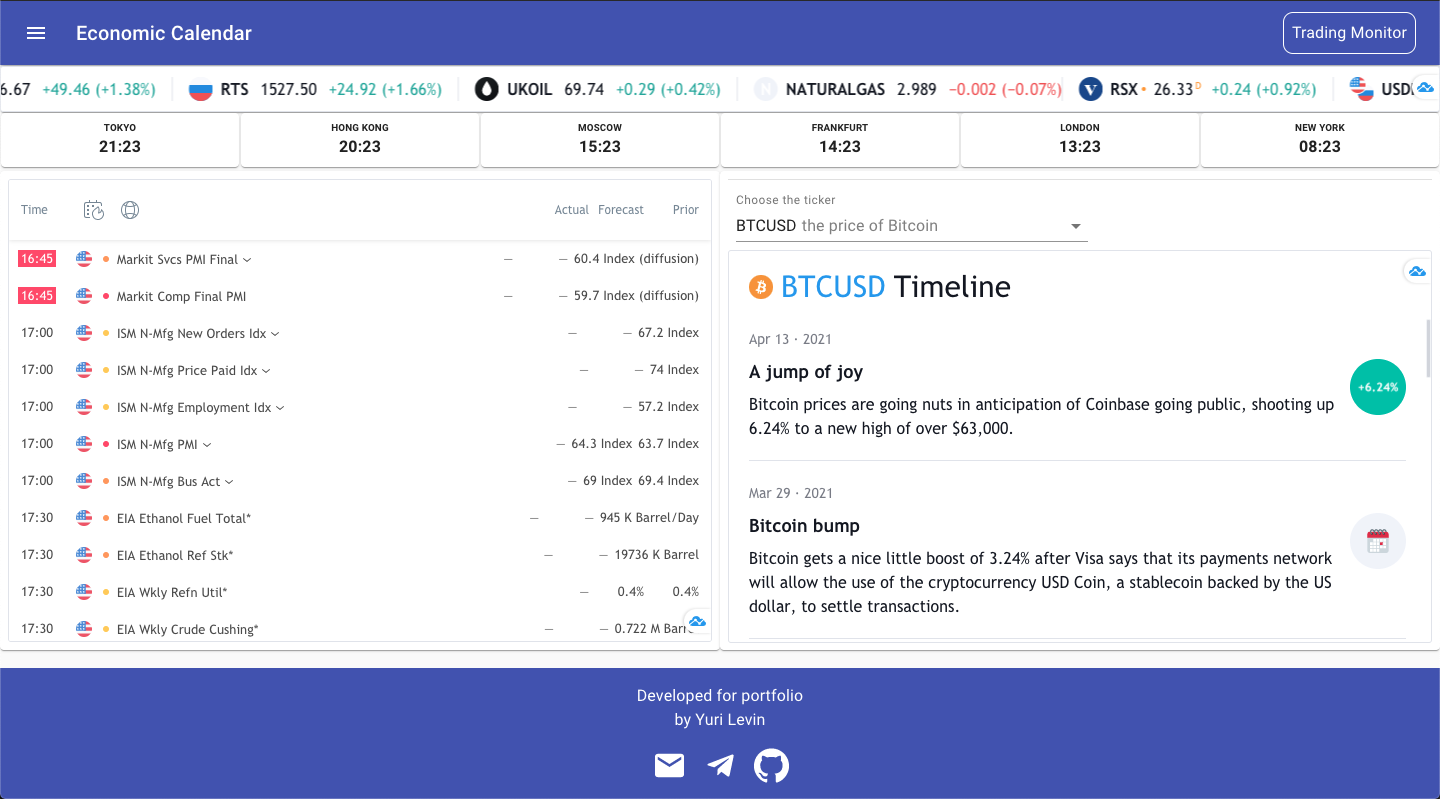 Economic Calendar
Trading Monitor
6.67 +49.46 (+1.38%) RTS 1527.50 +24.92 (+1.66%) UKOIL 69.74 +0.29 (+0.42%) N NATURALGAS 2.989 −0.002 (−0.07%) V RSX 26.33 D +0.24 (+0.92%)
TOKYO
21:23
HONG KONG
20:23
MOSCOW
15:23
FRANKFURT
14:23
LONDON
13:23
NEW YORK
08:23
Time Actual Forecast Prior
16:45 Markit Svcs PMI Final — — 60.4 Index (diffusion)
16:45 Markit Comp Final PMI — — 59.7 Index (diffusion)
17:00 ISM N-Mfg New Orders Idx — — 67.2 Index
17:00 ISM N-Mfg Price Paid Idx — — 74 Index
17:00 ISM N-Mfg Employment Idx — — 57.2 Index
17:00 ISM N-Mfg PMI — 64.3 Index 63.7 Index
17:00 ISM N-Mfg Bus Act — 69 Index 69.4 Index
17:30 EIA Ethanol Fuel Total* — — 945 K Barrel/Day
17:30 EIA Ethanol Ref Stk* — — 19736 K Barrel
17:30 EIA Wkly Refn Util* — 0.4% 0.4%
17:30 EIA Wkly Crude Cushing* — — 0.722 M
Choose the ticker
BTCUSD the price of Bitcoin
BTCUSD Timeline
Apr 13 · 2021
A jump of joy
Bitcoin prices are going nuts in anticipation of Coinbase going public, shooting up
6.24% to a new high of over $63,000.
+6.24%
Mar 29 · 2021
Bitcoin bump
Bitcoin gets a nice little boost of 3.24% after Visa says that its payments network
will allow the use of the cryptocurrency USD Coin, a stablecoin backed by the US
dollar, to settle transactions.
Developed for portfolio
by Yuri Levin